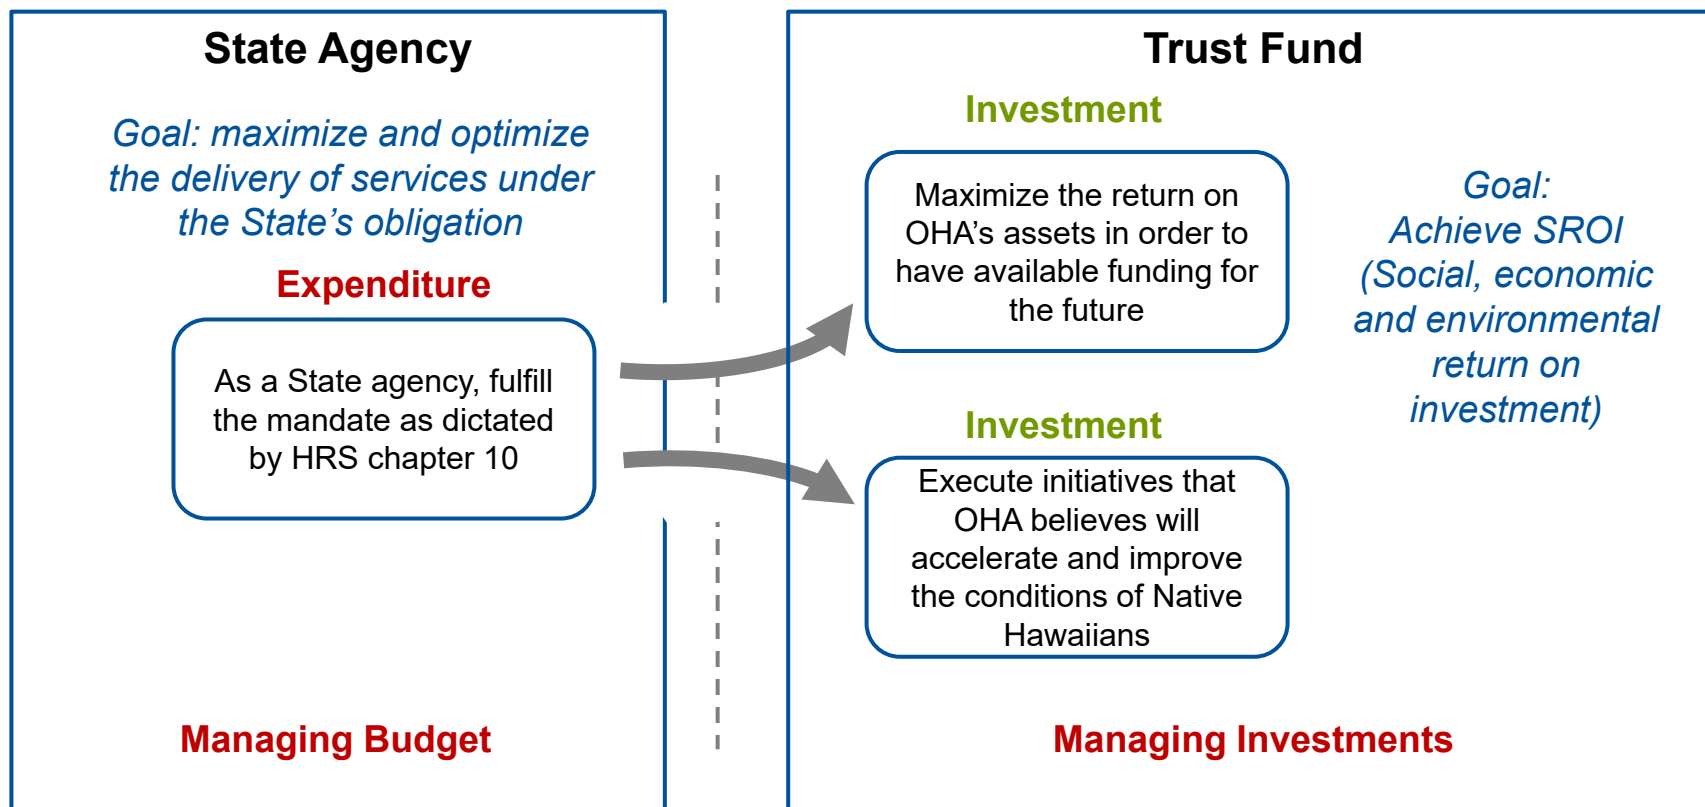 State Agency
Goal: maximize and optimize
the delivery of services under
the State’s obligation
Expenditure
As a State agency, fulfill
the mandate as dictated
by HRS chapter 10
Managing Budget
Trust Fund
Investment
Maximize the return on
OHA’s assets in order to
have available funding for
the future
Goal:
Achieve SROI
(Social, economic
and environmental
return on
investment)
Investment
Execute initiatives that
OHA believes will
accelerate and improve
the conditions of Native
Hawaiians
Managing Investments